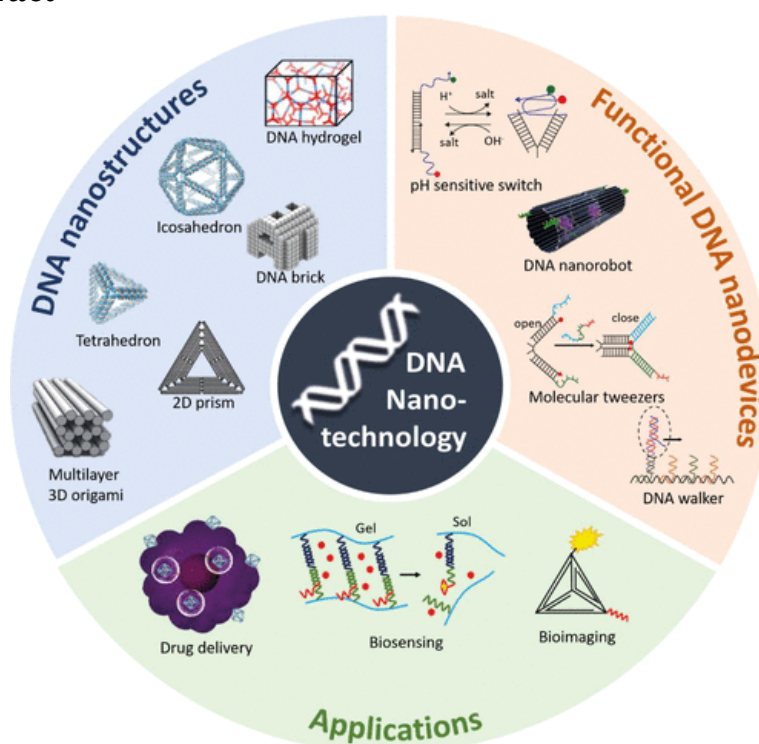 DNA nanostructures
DNA hydrogel
Icosahedron
DNA brick
Tetrahedron
2D prism
Multilayer
3D origami
Functional DNA nanodevices
H⁺
salt
salt
OH⁻
pH sensitive switch
DNA nanorobot
open
close
Molecular tweezers
DNA walker
DNA
Nano-
technology
Drug delivery
Gel
Sol
Biosensing
Bioimaging
Applications